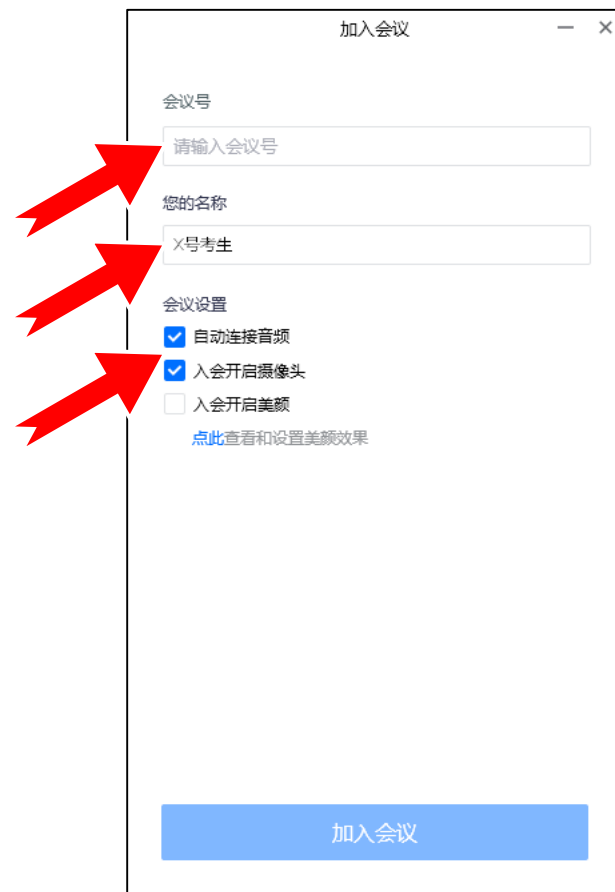 加入会议
会议号
请输入会议号
您的名称
X号考生
会议设置
自动连接音频
入会开启摄像头
入会开启美颜
点此查看和设置美颜效果
加入会议